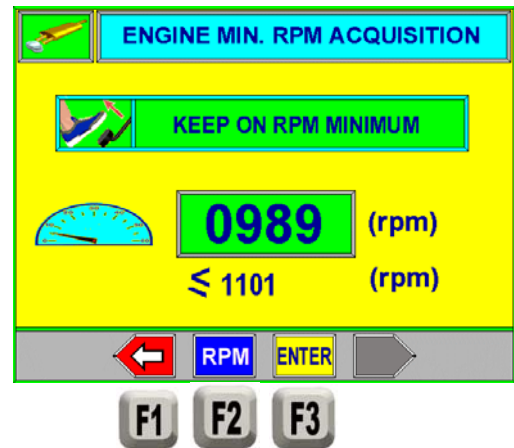 ENGINE MIN. RPM ACQUISITION
KEEP ON RPM MINIMUM
0989 (rpm)
≤ 1101 (rpm)
RPM ENTER
F1 F2 F3